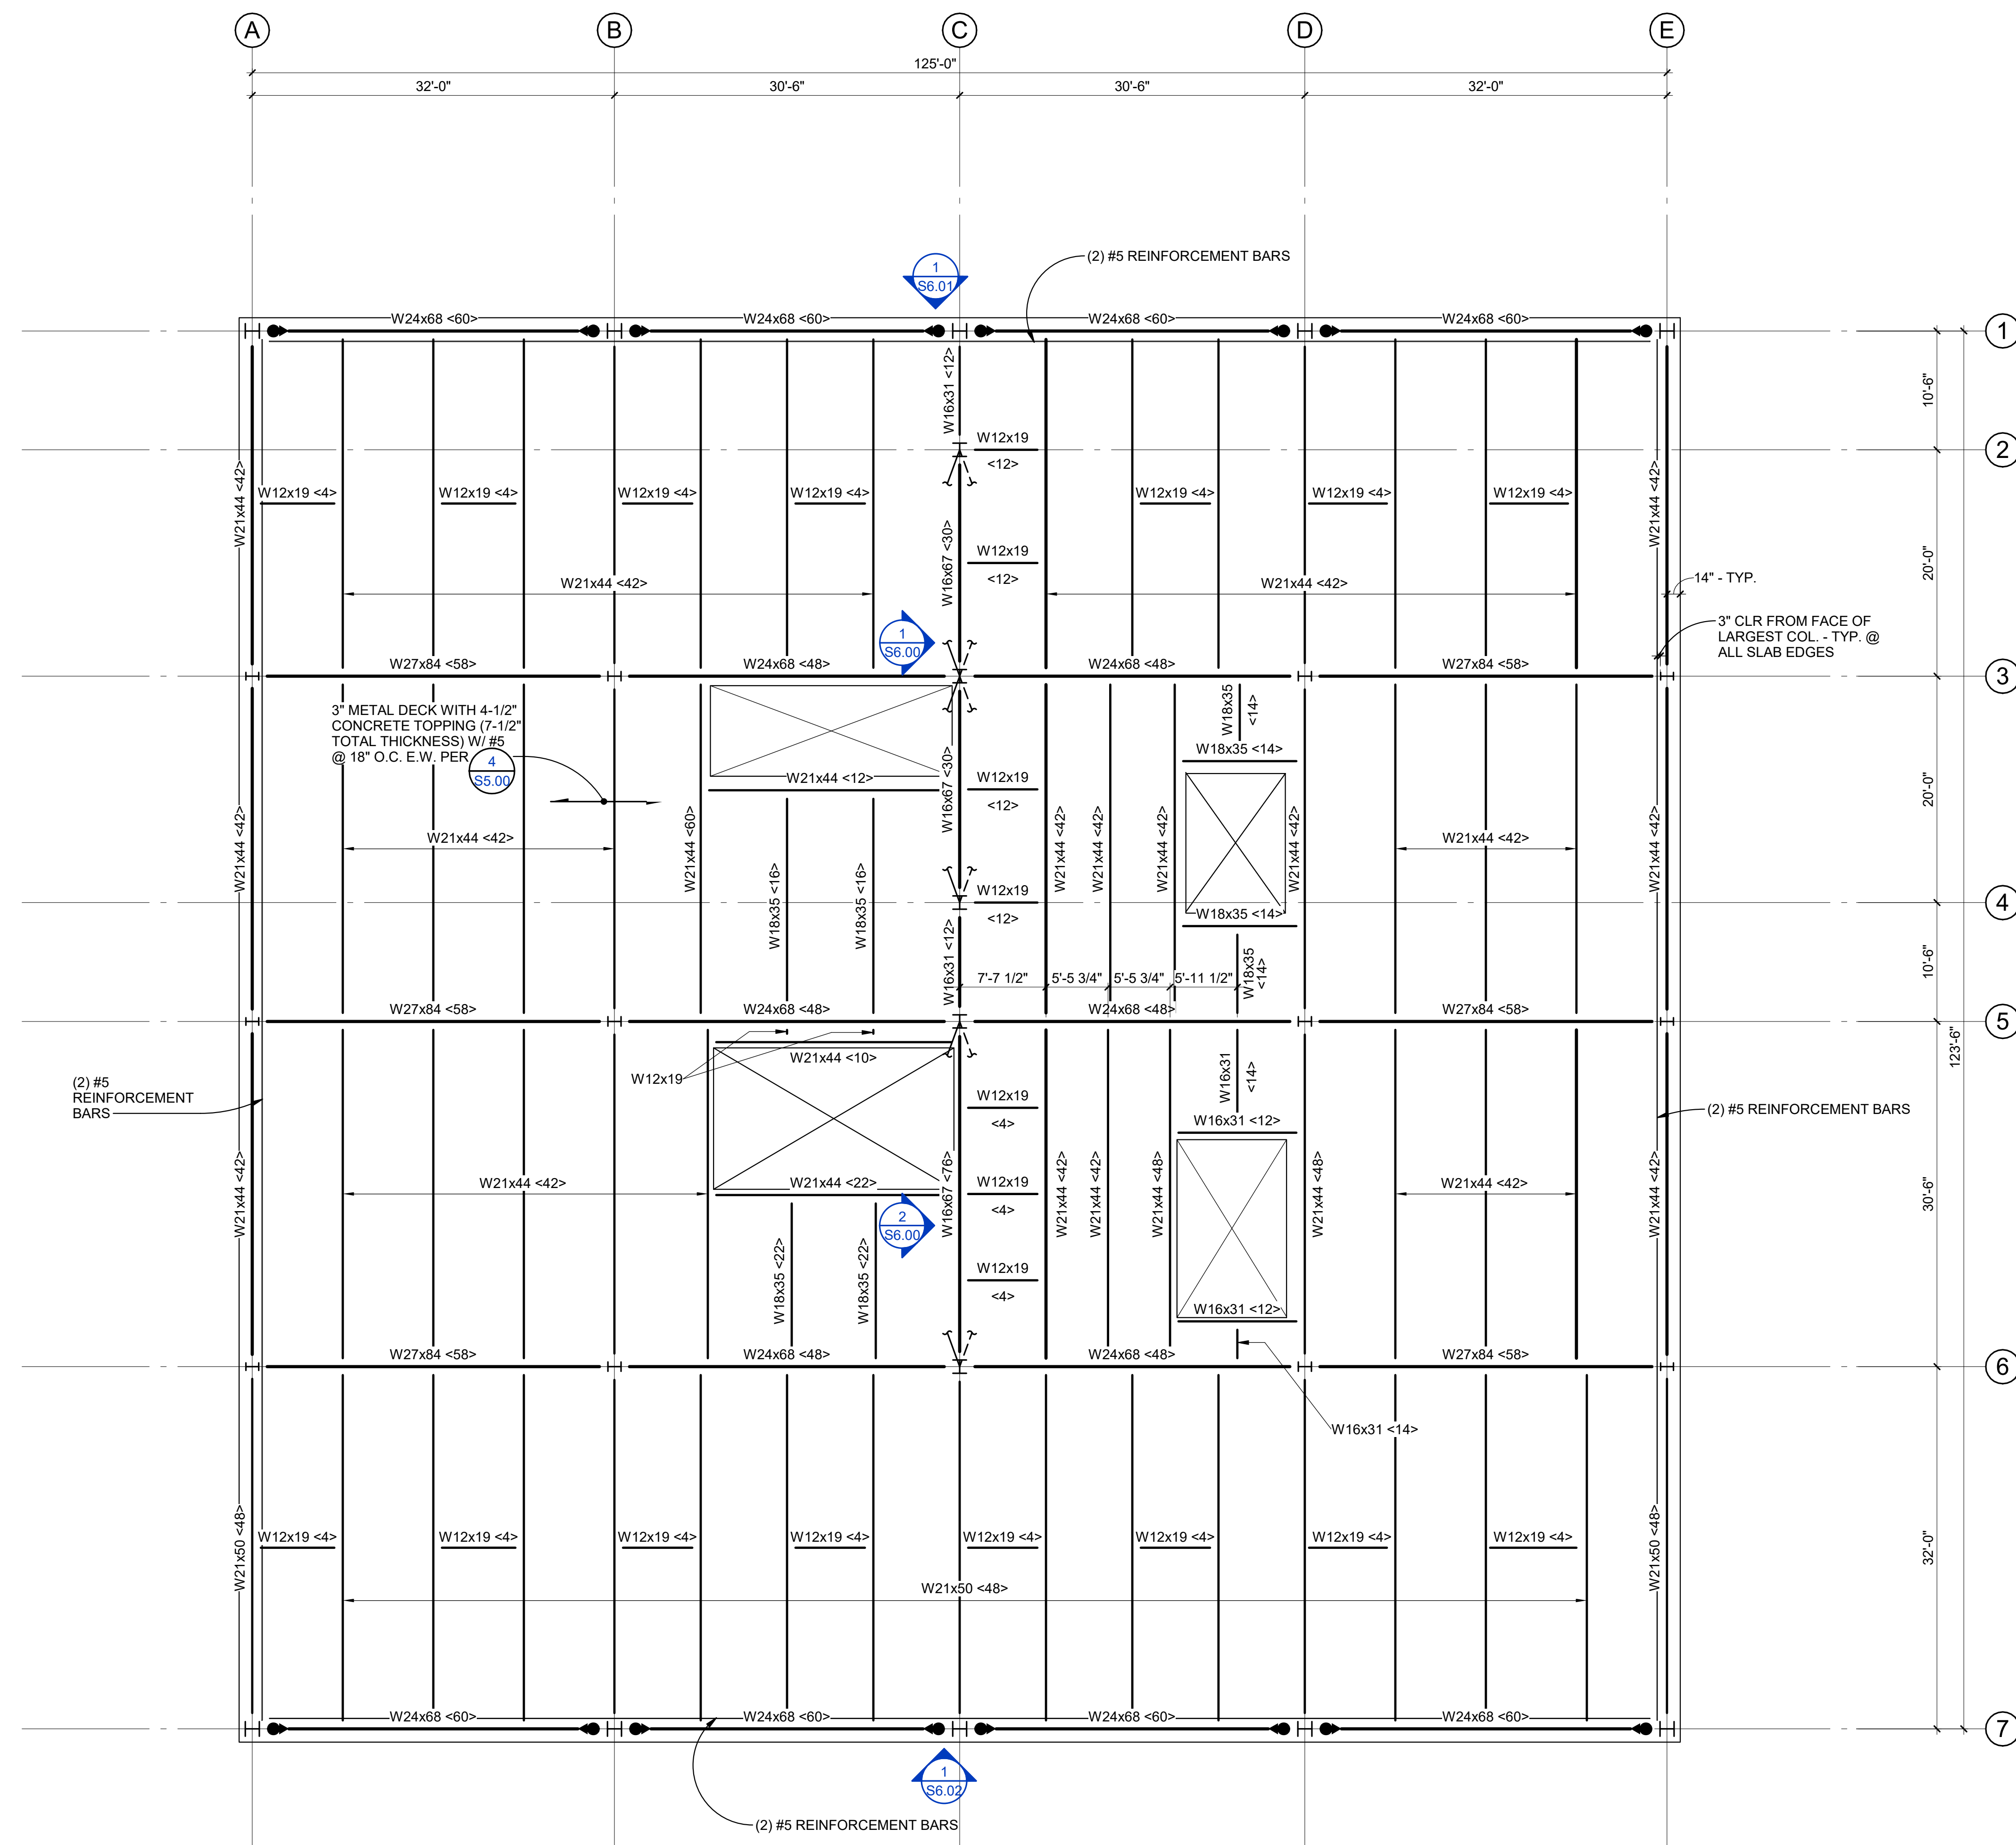 A
B
C
D
E
125'-0"
32'-0"
30'-6"
30'-6"
32'-0"
1
S6.01
(2) #5 REINFORCEMENT BARS
W24x68 <60>
W24x68 <60>
W24x68 <60>
W24x68 <60>
1
W16x31 <12>
10'-6"
W12x19
<12>
2
W21x44 <42>
W12x19 <4>
W12x19 <4>
W12x19 <4>
W12x19 <4>
W12x19 <4>
W12x19 <4>
W12x19 <4>
W21x44 <42>
W16x67 <30>
W12x19
<12>
20'-0"
W21x44 <42>
W21x44 <42>
14" - TYP.
3" CLR FROM FACE OF
LARGEST COL. - TYP. @
ALL SLAB EDGES
1
S6.00
W27x84 <58>
W24x68 <48>
W24x68 <48>
W27x84 <58>
3
3" METAL DECK WITH 4-1/2"
CONCRETE TOPPING (7-1/2"
TOTAL THICKNESS) W/ #5
@ 18" O.C. E.W. PER
4
S5.00
W18x35
<14>
W18x35 <14>
W21x44 <12>
W16x67 <30>
W12x19
<12>
20'-0"
W21x44 <42>
W21x44 <42>
W21x44 <60>
W21x44 <42>
W21x44 <42>
W21x44 <42>
W21x44 <42>
W21x44 <42>
W21x44 <42>
W18x35 <16>
W18x35 <16>
W12x19
<12>
W18x35 <14>
4
W16x31 <12>
7'-7 1/2"
5'-5 3/4"
5'-5 3/4"
5'-11 1/2"
W18x35
<14>
10'-6"
W27x84 <58>
W24x68 <48>
W24x68 <48>
W27x84 <58>
5
123'-6"
W21x44 <10>
W12x19
W16x31
<14>
(2) #5
REINFORCEMENT
BARS
W12x19
<4>
W16x31 <12>
(2) #5 REINFORCEMENT BARS
W21x44 <42>
W21x44 <42>
W21x44 <22>
W16x67 <76>
W12x19
<4>
W21x44 <42>
W21x44 <42>
W21x44 <48>
W21x44 <48>
W21x44 <42>
W21x44 <42>
30'-6"
2
S6.00
W18x35 <22>
W18x35 <22>
W12x19
<4>
W16x31 <12>
W27x84 <58>
W24x68 <48>
W24x68 <48>
W27x84 <58>
6
W16x31 <14>
W21x50 <48>
W12x19 <4>
W12x19 <4>
W12x19 <4>
W12x19 <4>
W12x19 <4>
W12x19 <4>
W12x19 <4>
W12x19 <4>
W21x50 <48>
32'-0"
W21x50 <48>
W24x68 <60>
W24x68 <60>
W24x68 <60>
W24x68 <60>
7
1
S6.02
(2) #5 REINFORCEMENT BARS